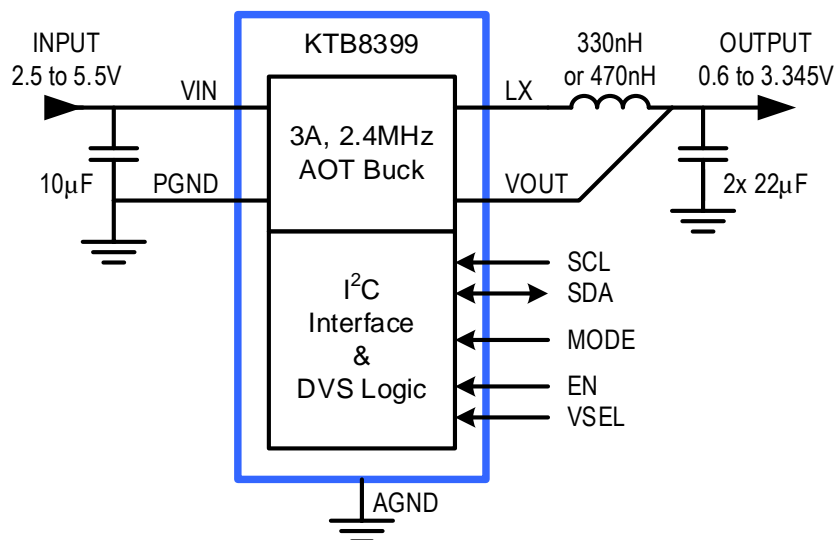 KTB8399
INPUT
2.5 to 5.5V
VIN
10μF
PGND
3A, 2.4MHz
AOT Buck
LX
330nH
or 470nH
OUTPUT
0.6 to 3.345V
VOUT
2x 22μF
I²C
Interface
&
DVS Logic
SCL
SDA
MODE
EN
VSEL
AGND